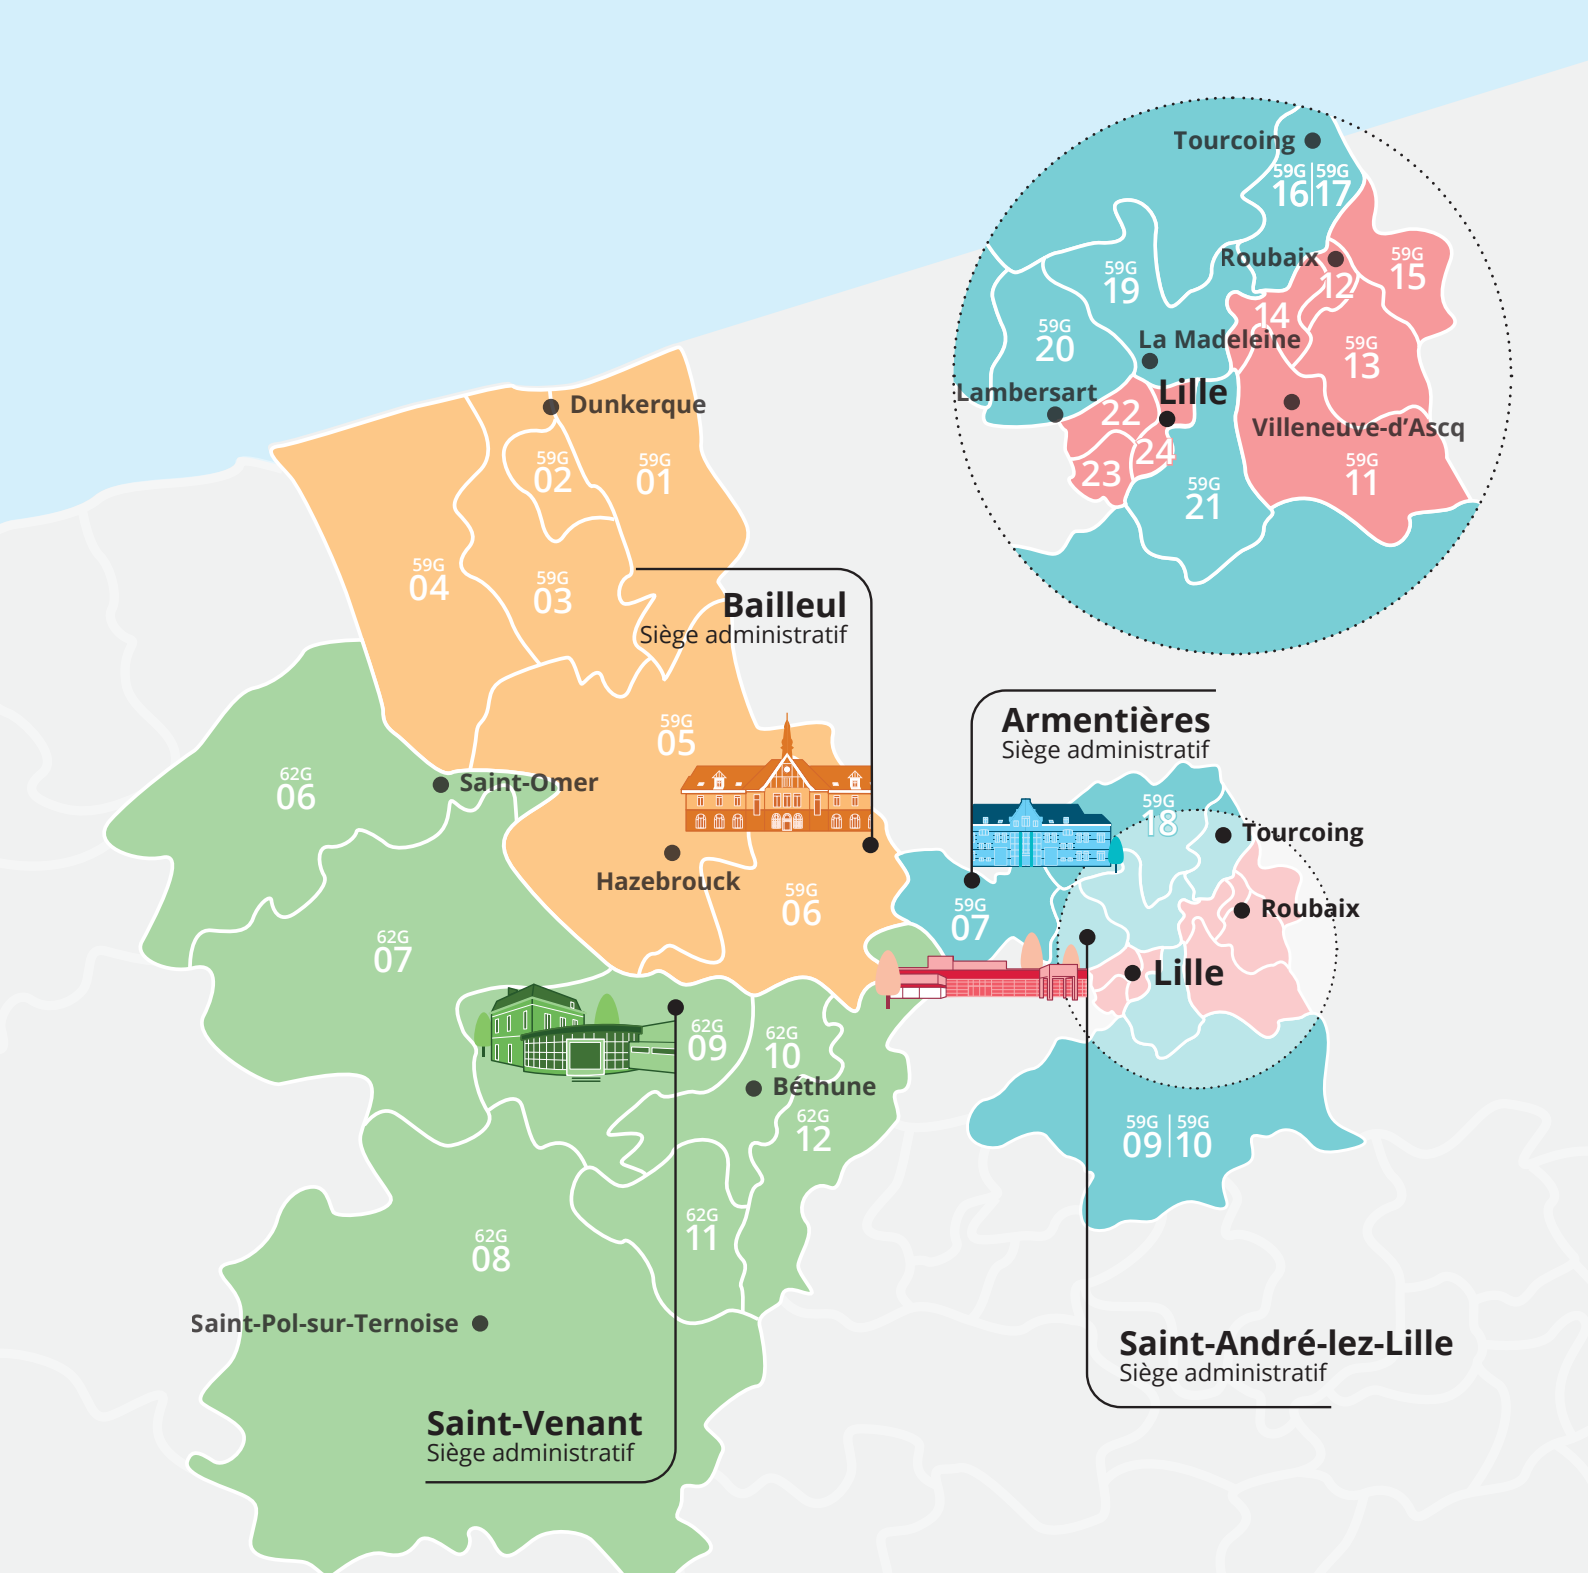 Tourcoing
59G 59G
16 17
Roubaix
59G
15
59G
19
12
14
59G
20
La Madeleine
59G
13
Lambersart
Lille
22
Villeneuve-d’Ascq
24
23
59G
21
59G
11
Dunkerque
59G
02
59G
01
59G
04
59G
03
Bailleul
Siège administratif
59G
05
Armentières
Siège administratif
62G
06
Saint-Omer
59G
18
Tourcoing
Hazebrouck
59G
06
59G
07
Roubaix
62G
07
Lille
62G
09
62G
10
Béthune
62G
12
59G 59G
09 10
62G
11
62G
08
Saint-Pol-sur-Ternoise
Saint-André-lez-Lille
Siège administratif
Saint-Venant
Siège administratif